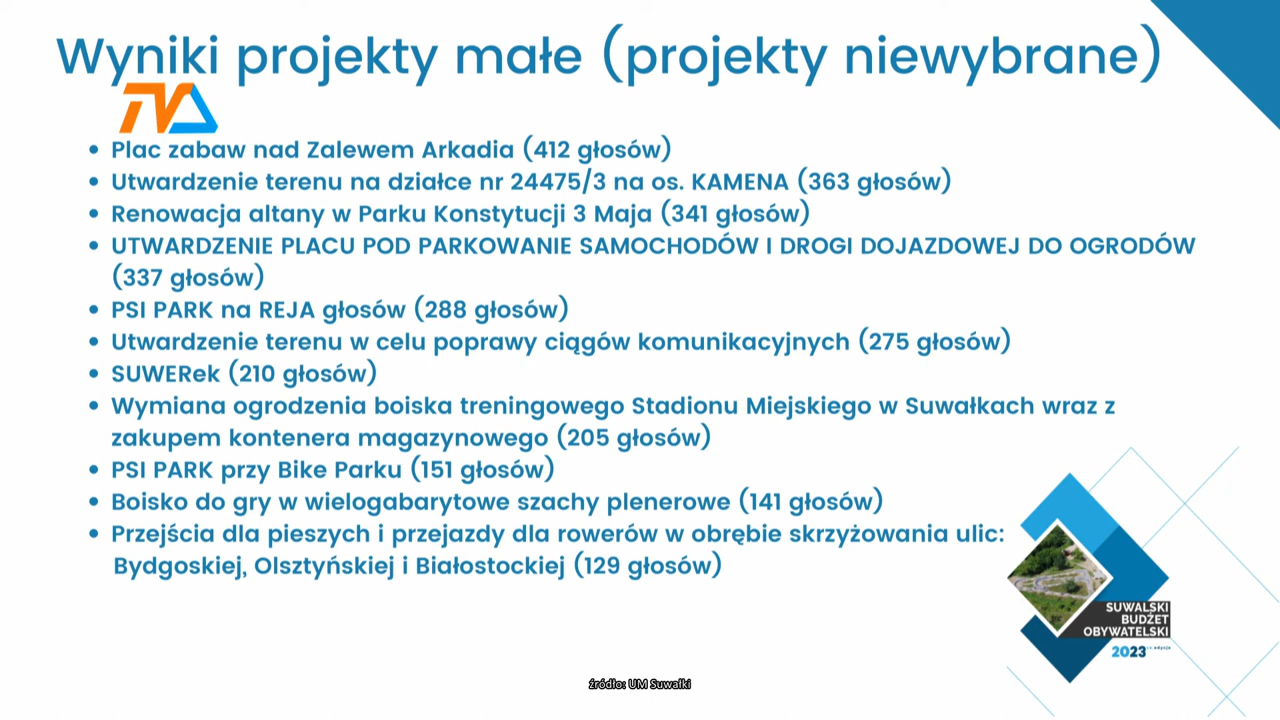 Wyniki projekty małe (projekty niewybrane)
TVA
• Plac zabaw nad Zalewem Arkadia (412 głosów)
• Utwardzenie terenu na działce nr 24475/3 na os. KAMENA (363 głosów)
• Renowacja altany w Parku Konstytucji 3 Maja (341 głosów)
• UTWARDZENIE PLACU POD PARKOWANIE SAMOCHODÓW I DROGI DOJAZDOWEJ DO OGRODÓW
(337 głosów)
• PSI PARK na REJA głosów (288 głosów)
• Utwardzenie terenu w celu poprawy ciągów komunikacyjnych (275 głosów)
• SUWERek (210 głosów)
• Wymiana ogrodzenia boiska treningowego Stadionu Miejskiego w Suwałkach wraz z
zakupem kontenera magazynowego (205 głosów)
• PSI PARK przy Bike Parku (151 głosów)
• Boisko do gry w wielogabarytowe szachy plenerowe (141 głosów)
• Przejścia dla pieszych i przejazdy dla rowerów w obrębie skrzyżowania ulic:
Bydgoskiej, Olsztyńskiej i Białostockiej (129 głosów)
SUWALSKI
BUDŻET
OBYWATELSKI
2023
źródło: UM Suwałki